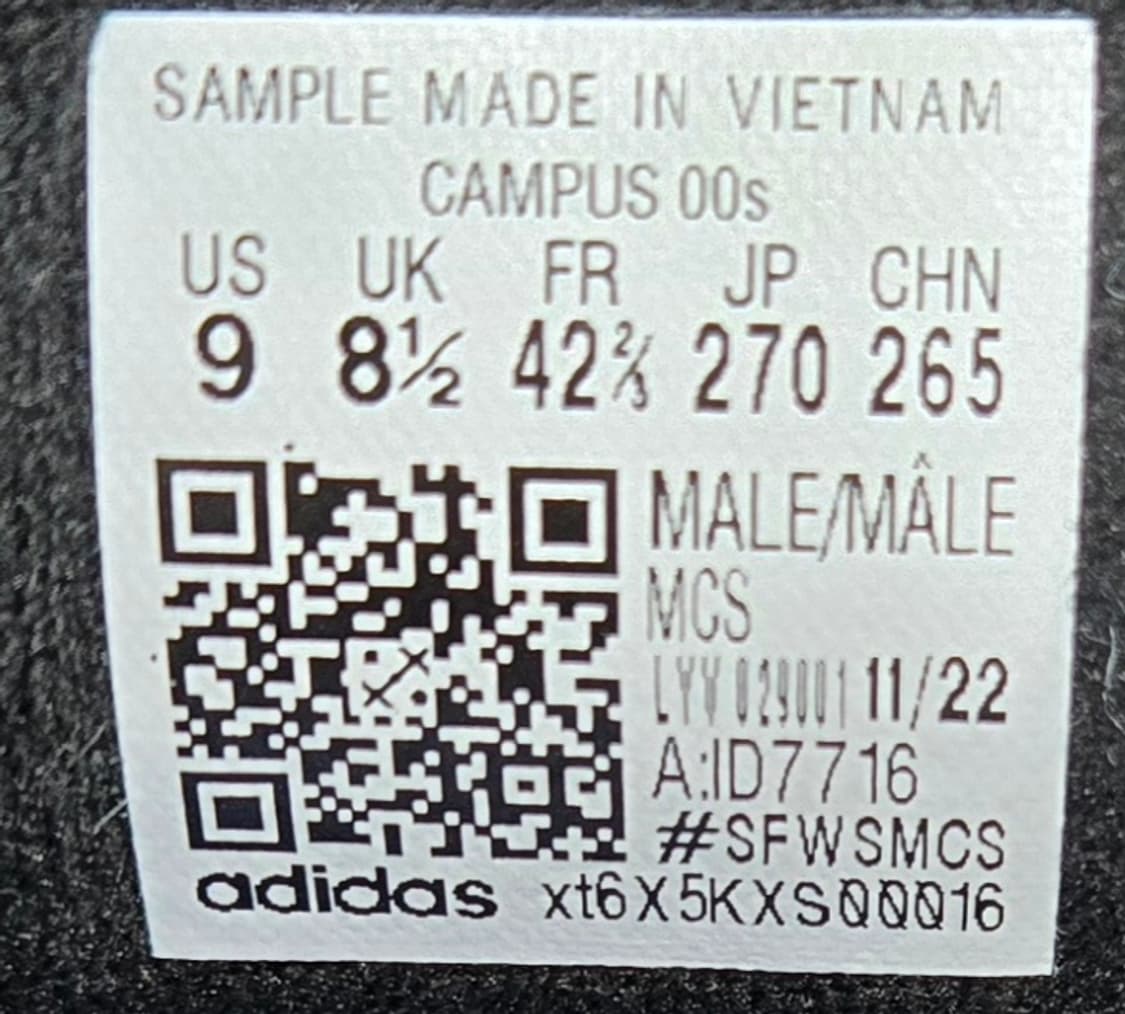 SAMPLE MADE IN VIETNAM
CAMPUS 00s
US UK FR JP CHN
9 8½ 42⅔ 270 265
MALE/MÂLE
MCS
LYV 029001 11/22
A:ID7716
#SFWSMCS
adidas xt6X5KXS00016